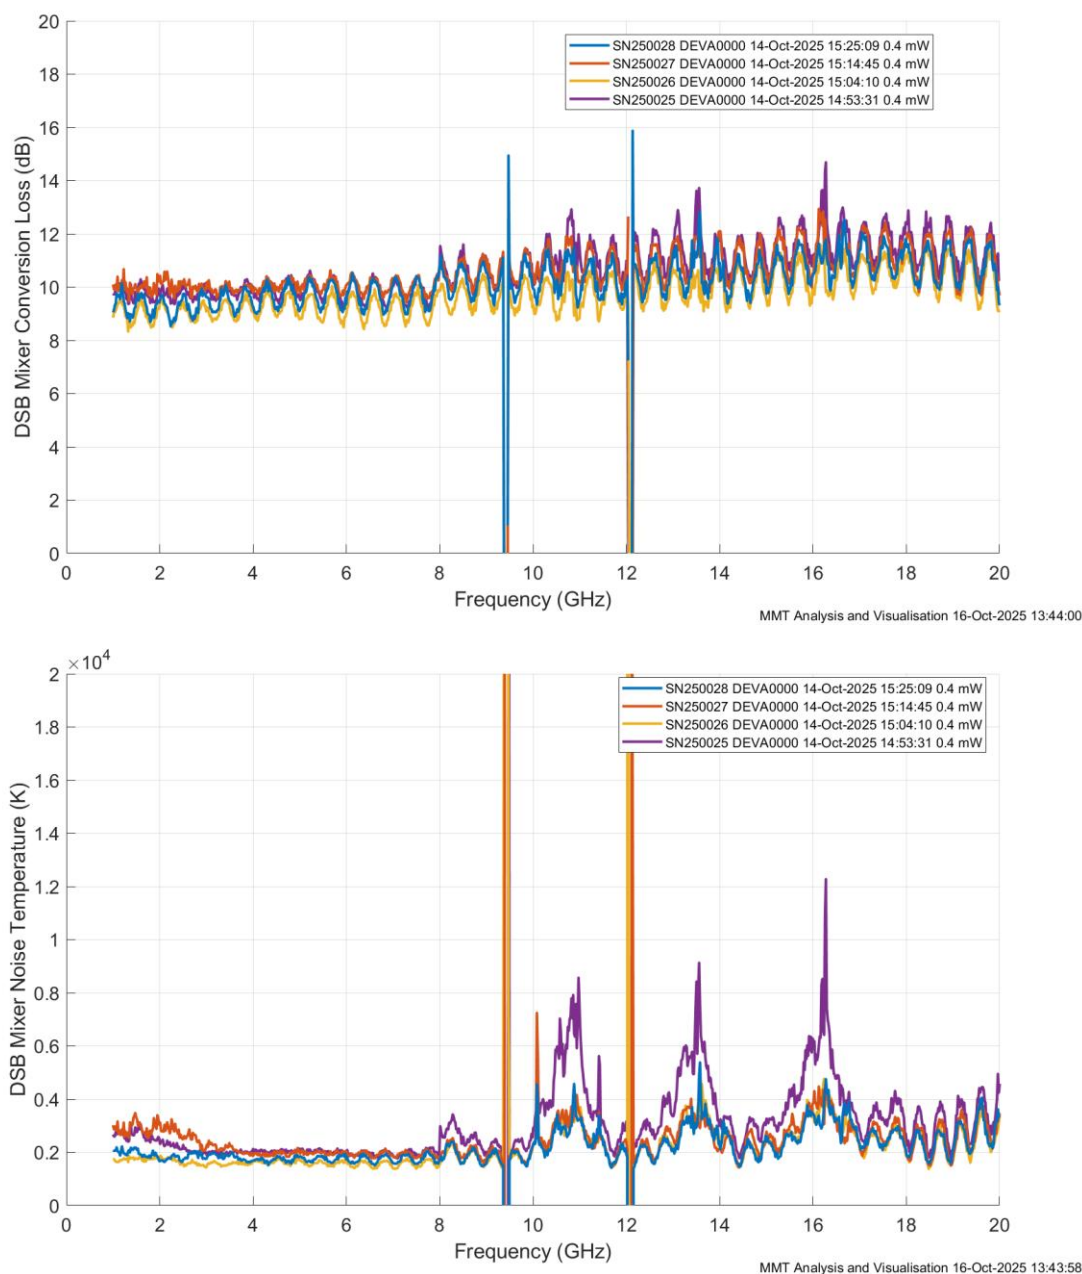 20
18
16
14
12
10
8
6
4
2
0
DSB Mixer Conversion Loss (dB)
SN250028 DEVA0000 14-Oct-2025 15:25:09 0.4 mW
SN250027 DEVA0000 14-Oct-2025 15:14:45 0.4 mW
SN250026 DEVA0000 14-Oct-2025 15:04:10 0.4 mW
SN250025 DEVA0000 14-Oct-2025 14:53:31 0.4 mW
0 2 4 6 8 10 12 14 16 18 20
Frequency (GHz)
MMT Analysis and Visualisation 16-Oct-2025 13:44:00
×10⁴
2
1.8
1.6
1.4
1.2
1
0.8
0.6
0.4
0.2
0
DSB Mixer Noise Temperature (K)
SN250028 DEVA0000 14-Oct-2025 15:25:09 0.4 mW
SN250027 DEVA0000 14-Oct-2025 15:14:45 0.4 mW
SN250026 DEVA0000 14-Oct-2025 15:04:10 0.4 mW
SN250025 DEVA0000 14-Oct-2025 14:53:31 0.4 mW
0 2 4 6 8 10 12 14 16 18 20
Frequency (GHz)
MMT Analysis and Visualisation 16-Oct-2025 13:43:58